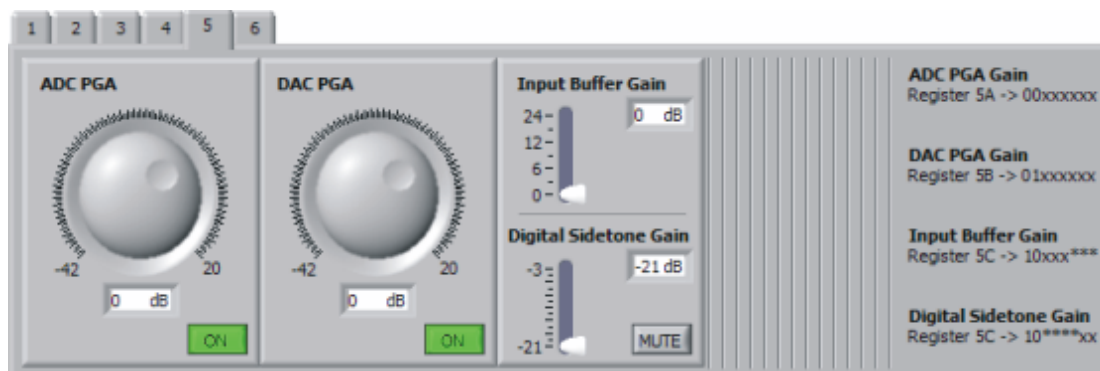 1 2 3 4 5 6
ADC PGA
-42 20
0 dB
ON
DAC PGA
-42 20
0 dB
ON
Input Buffer Gain
0 dB
24
12
6
0
Digital Sidetone Gain
-3
-21 dB
-21
MUTE
ADC PGA Gain
Register 5A -> 00xxxxxx
DAC PGA Gain
Register 5B -> 01xxxxxx
Input Buffer Gain
Register 5C -> 10xxx***
Digital Sidetone Gain
Register 5C -> 10****xx